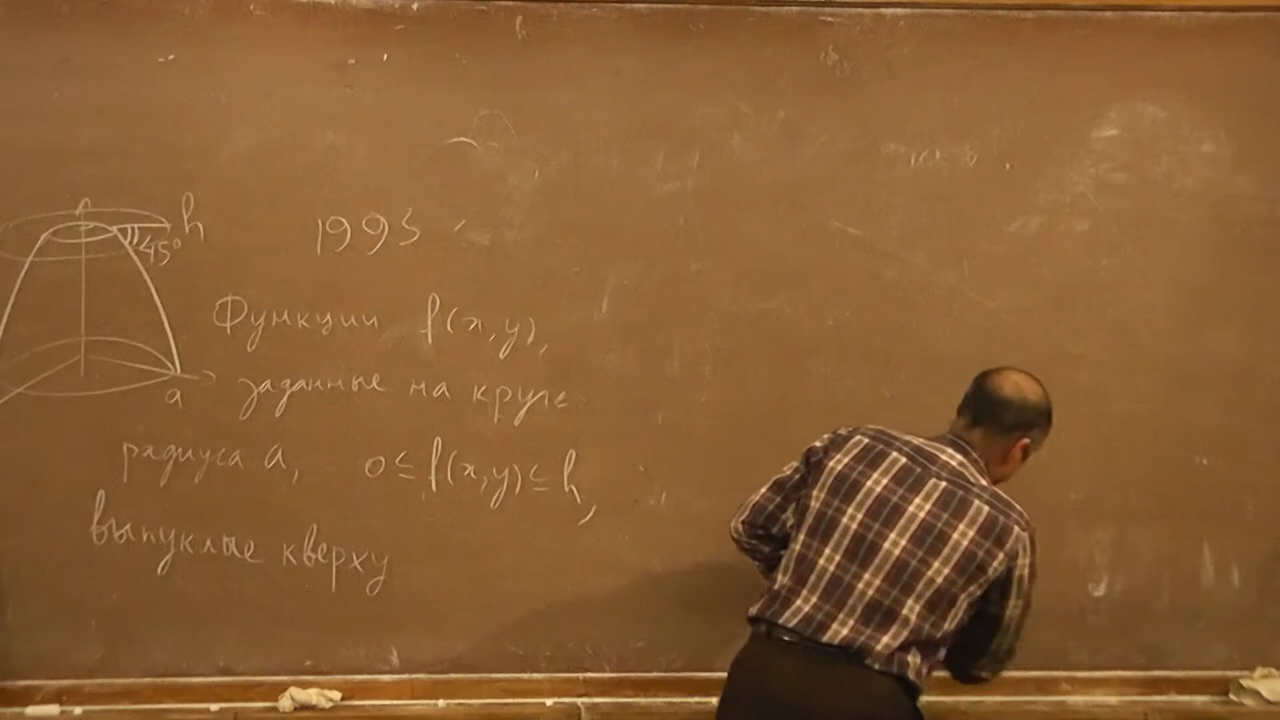 h
45°
a
1993
Функции f(x,y),
заданные на круге
радиуса a, 0≤f(x,y)≤h,
выпуклые кверху